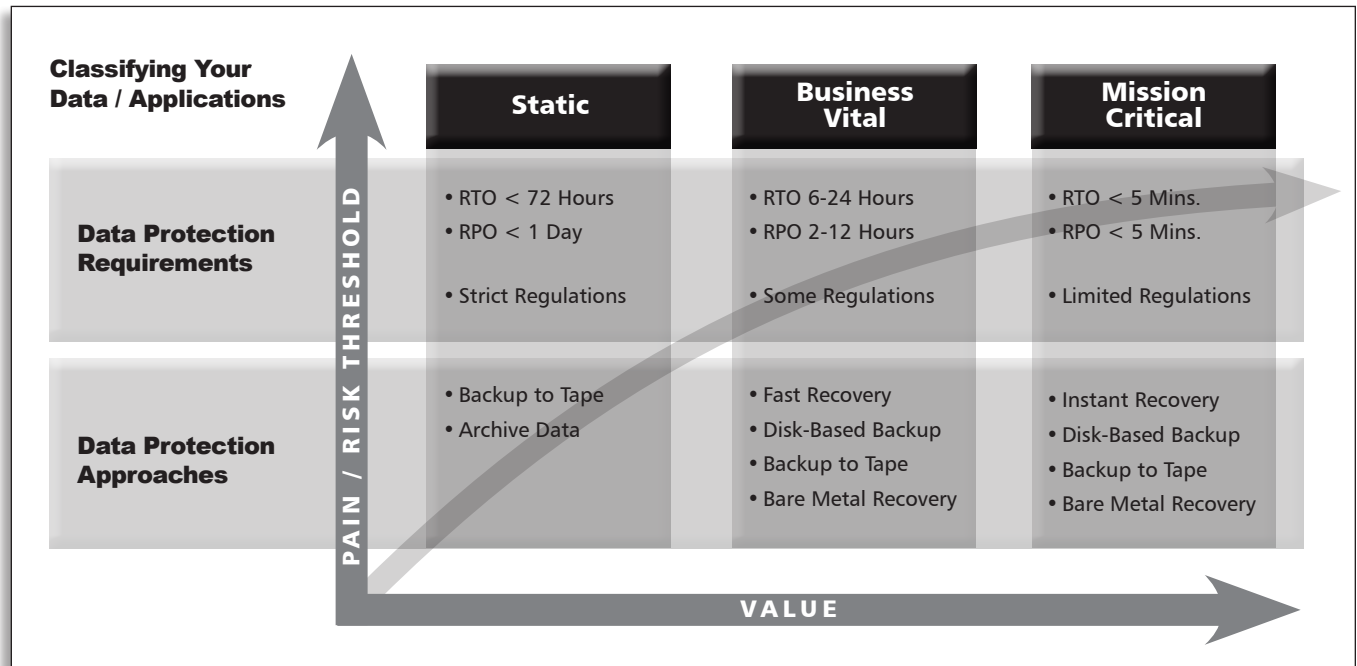 Classifying Your
Data / Applications
Static
Business
Vital
Mission
Critical
PAIN / RISK THRESHOLD
Data Protection
Requirements
• RTO < 72 Hours
• RPO < 1 Day
• Strict Regulations
• RTO 6-24 Hours
• RPO 2-12 Hours
• Some Regulations
• RTO < 5 Mins.
• RPO < 5 Mins.
• Limited Regulations
Data Protection
Approaches
• Backup to Tape
• Archive Data
• Fast Recovery
• Disk-Based Backup
• Backup to Tape
• Bare Metal Recovery
• Instant Recovery
• Disk-Based Backup
• Backup to Tape
• Bare Metal Recovery
VALUE